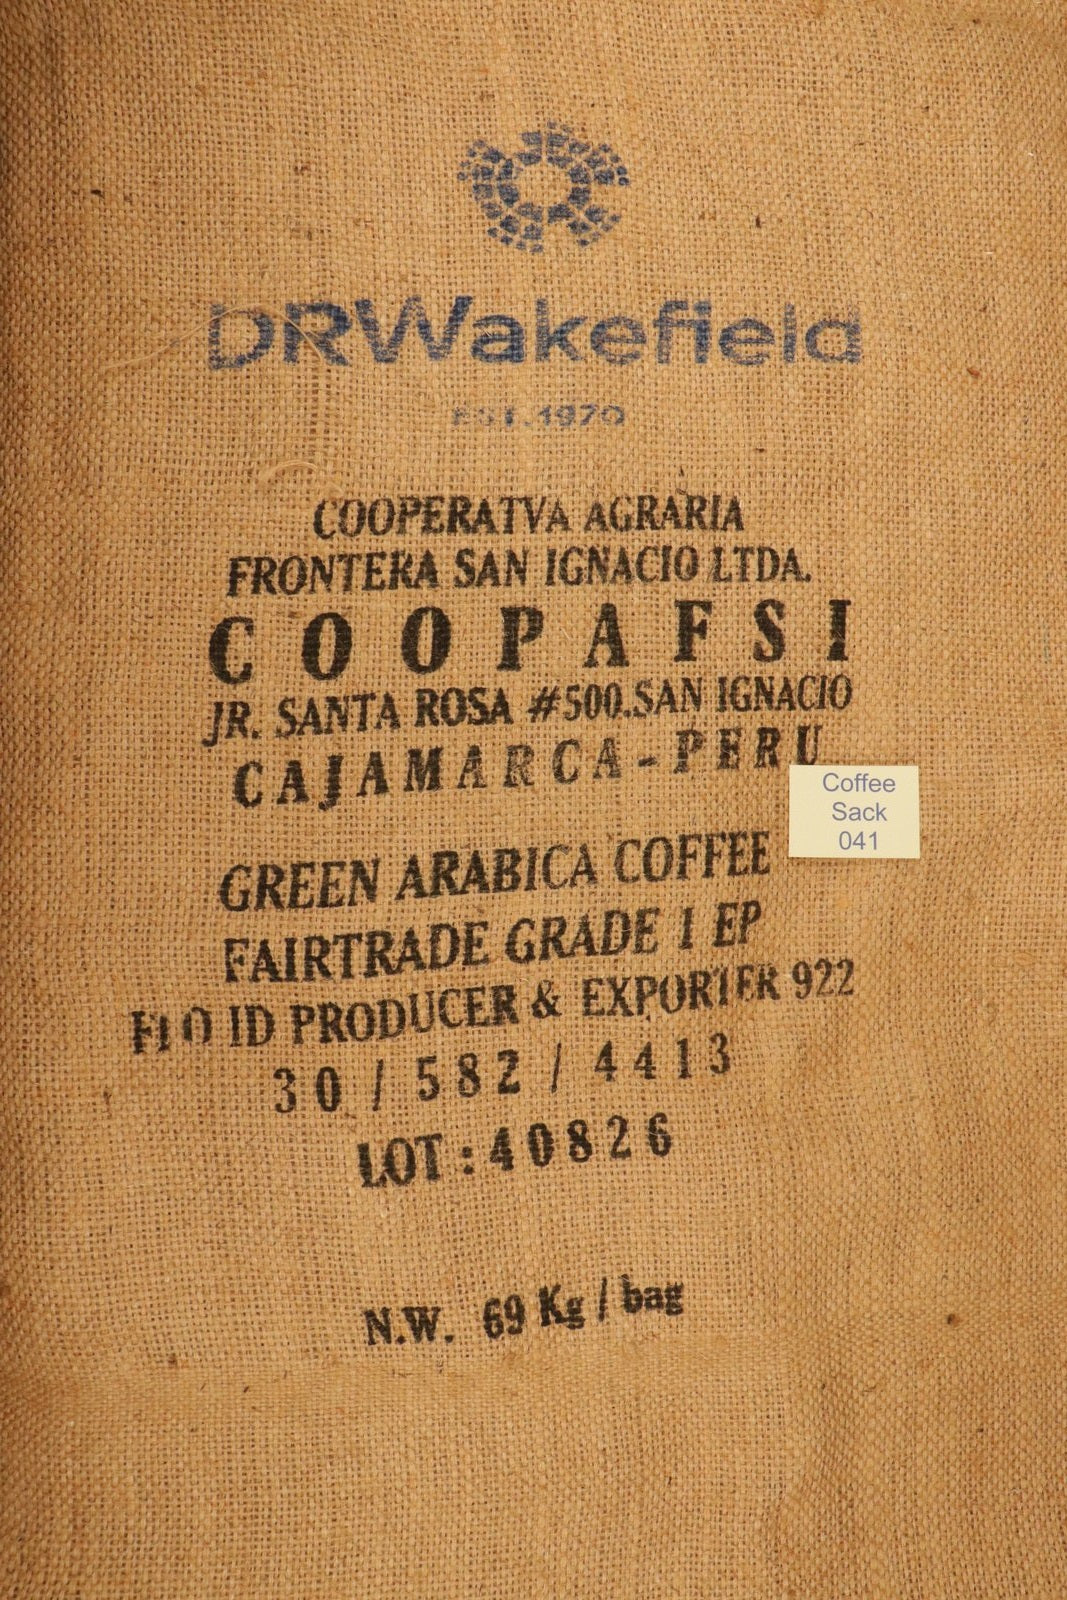 DRWakefield
EST.1970
COOPERATVA AGRARIA
FRONTERA SAN IGNACIO LTDA.
COOPAFSI
JR. SANTA ROSA #500.SAN IGNACIO
CAJAMARCA-PERU
Coffee
Sack
041
GREEN ARABICA COFFEE
FAIRTRADE GRADE 1 EP
FLO ID PRODUCER & EXPORTER 922
30/582/4413
LOT:40826
N.W. 69 Kg/bag